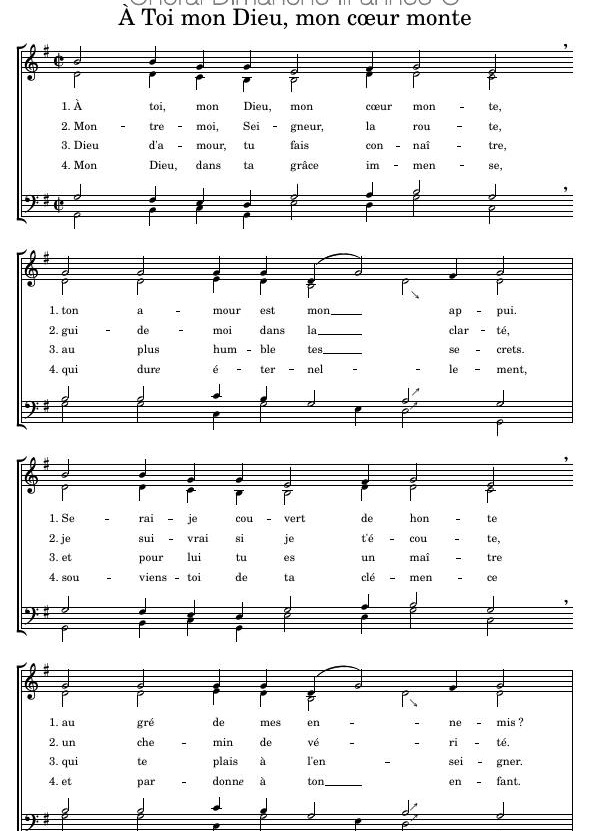 Choral Dimanche III année C
À Toi mon Dieu, mon cœur monte
1. À toi, mon Dieu, mon cœur mon – te,
2. Mon – tre – moi, Sei – gneur, la rou – te,
3. Dieu d'a – mour, tu fais con – naî – tre,
4. Mon Dieu, dans ta grâce im – men – se,
1. ton a – mour est mon ap – pui.
2. gui – de – moi dans la clar – té,
3. au plus hum – ble tes se – crets.
4. qui dure é – ter – nel – le – ment,
1. Se – rai – je cou – vert de hon – te
2. je sui – vrai si je t'é – cou – te,
3. et pour lui tu es un maî – tre
4. sou – viens – toi de ta clé – men – ce
1. au gré de mes en – ne – mis ?
2. un che – min de vé – ri – té.
3. qui te plais à l'en – sei – gner.
4. et par – donne à ton en – fant.